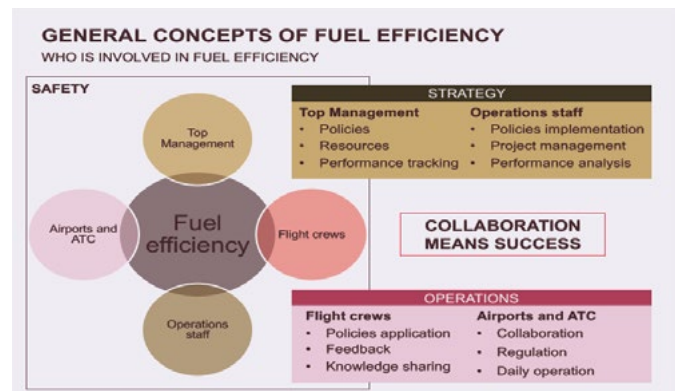 GENERAL CONCEPTS OF FUEL EFFICIENCY
WHO IS INVOLVED IN FUEL EFFICIENCY
SAFETY
Top
Management
Airports and
ATC
Fuel
efficiency
Flight crews
Operations
staff
STRATEGY
Top Management
• Policies
• Resources
• Performance tracking
Operations staff
• Policies implementation
• Project management
• Performance analysis
COLLABORATION
MEANS SUCCESS
OPERATIONS
Flight crews
• Policies application
• Feedback
• Knowledge sharing
Airports and ATC
• Collaboration
• Regulation
• Daily operation